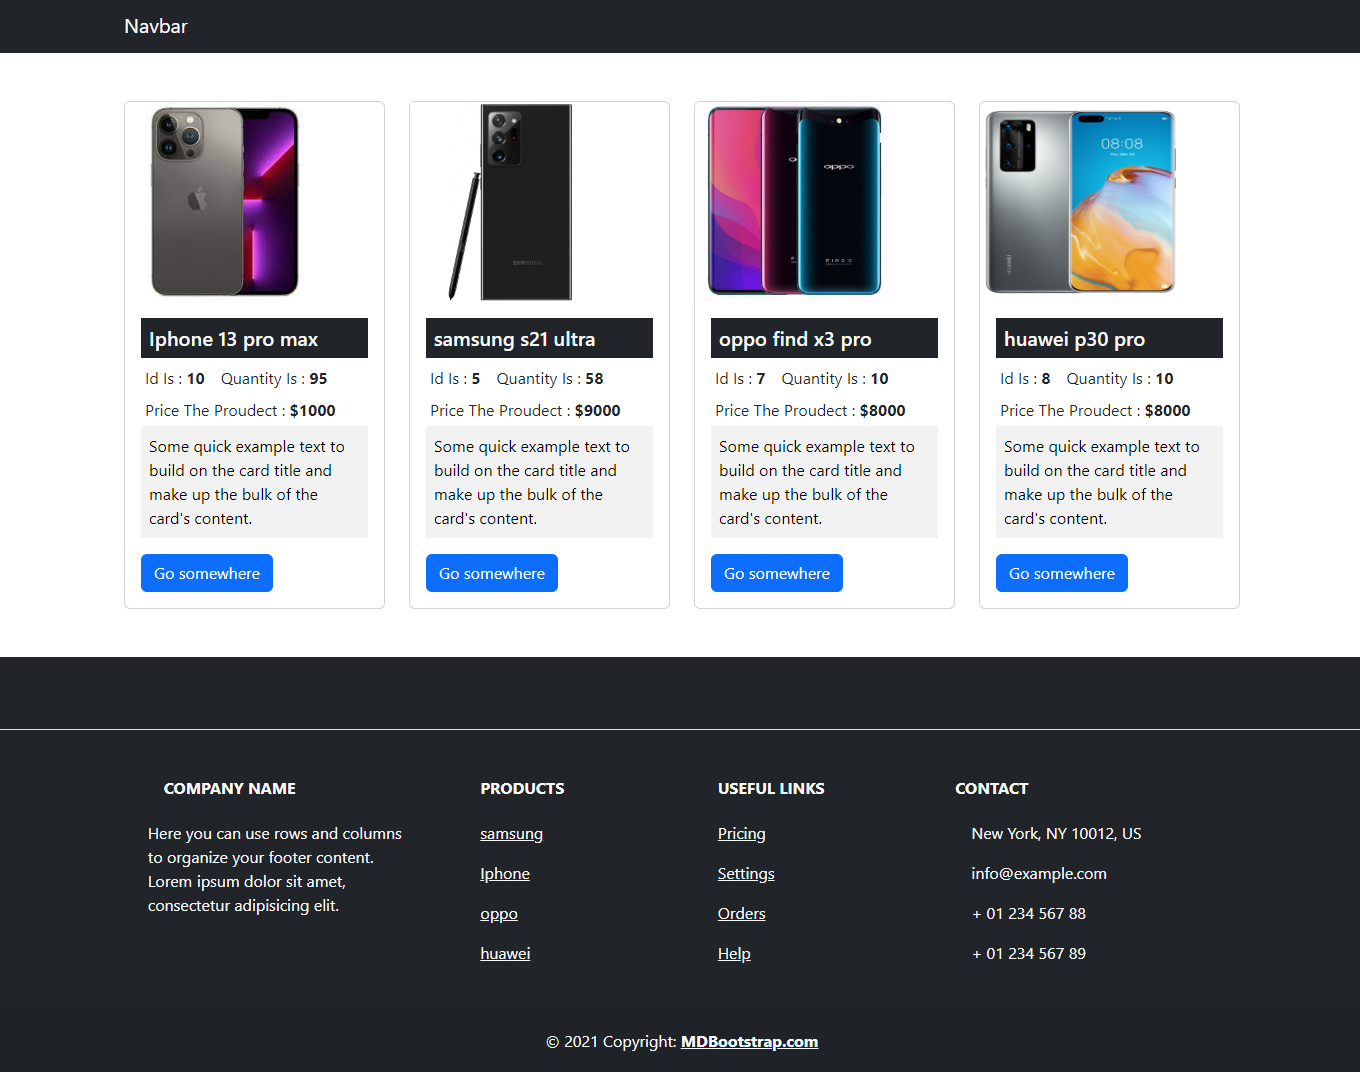 Navbar
SAMSUNG
oppo
FIND X
08:08
HUAWEI
Iphone 13 pro max
samsung s21 ultra
oppo find x3 pro
huawei p30 pro
Id Is : 10 Quantity Is : 95
Id Is : 5 Quantity Is : 58
Id Is : 7 Quantity Is : 10
Id Is : 8 Quantity Is : 10
Price The Proudect : $1000
Price The Proudect : $9000
Price The Proudect : $8000
Price The Proudect : $8000
Some quick example text to
build on the card title and
make up the bulk of the
card's content.
Some quick example text to
build on the card title and
make up the bulk of the
card's content.
Some quick example text to
build on the card title and
make up the bulk of the
card's content.
Some quick example text to
build on the card title and
make up the bulk of the
card's content.
Go somewhere
Go somewhere
Go somewhere
Go somewhere
COMPANY NAME
Here you can use rows and columns
to organize your footer content.
Lorem ipsum dolor sit amet,
consectetur adipisicing elit.
PRODUCTS
samsung
Iphone
oppo
huawei
USEFUL LINKS
Pricing
Settings
Orders
Help
CONTACT
New York, NY 10012, US
info@example.com
+ 01 234 567 88
+ 01 234 567 89
© 2021 Copyright: MDBootstrap.com